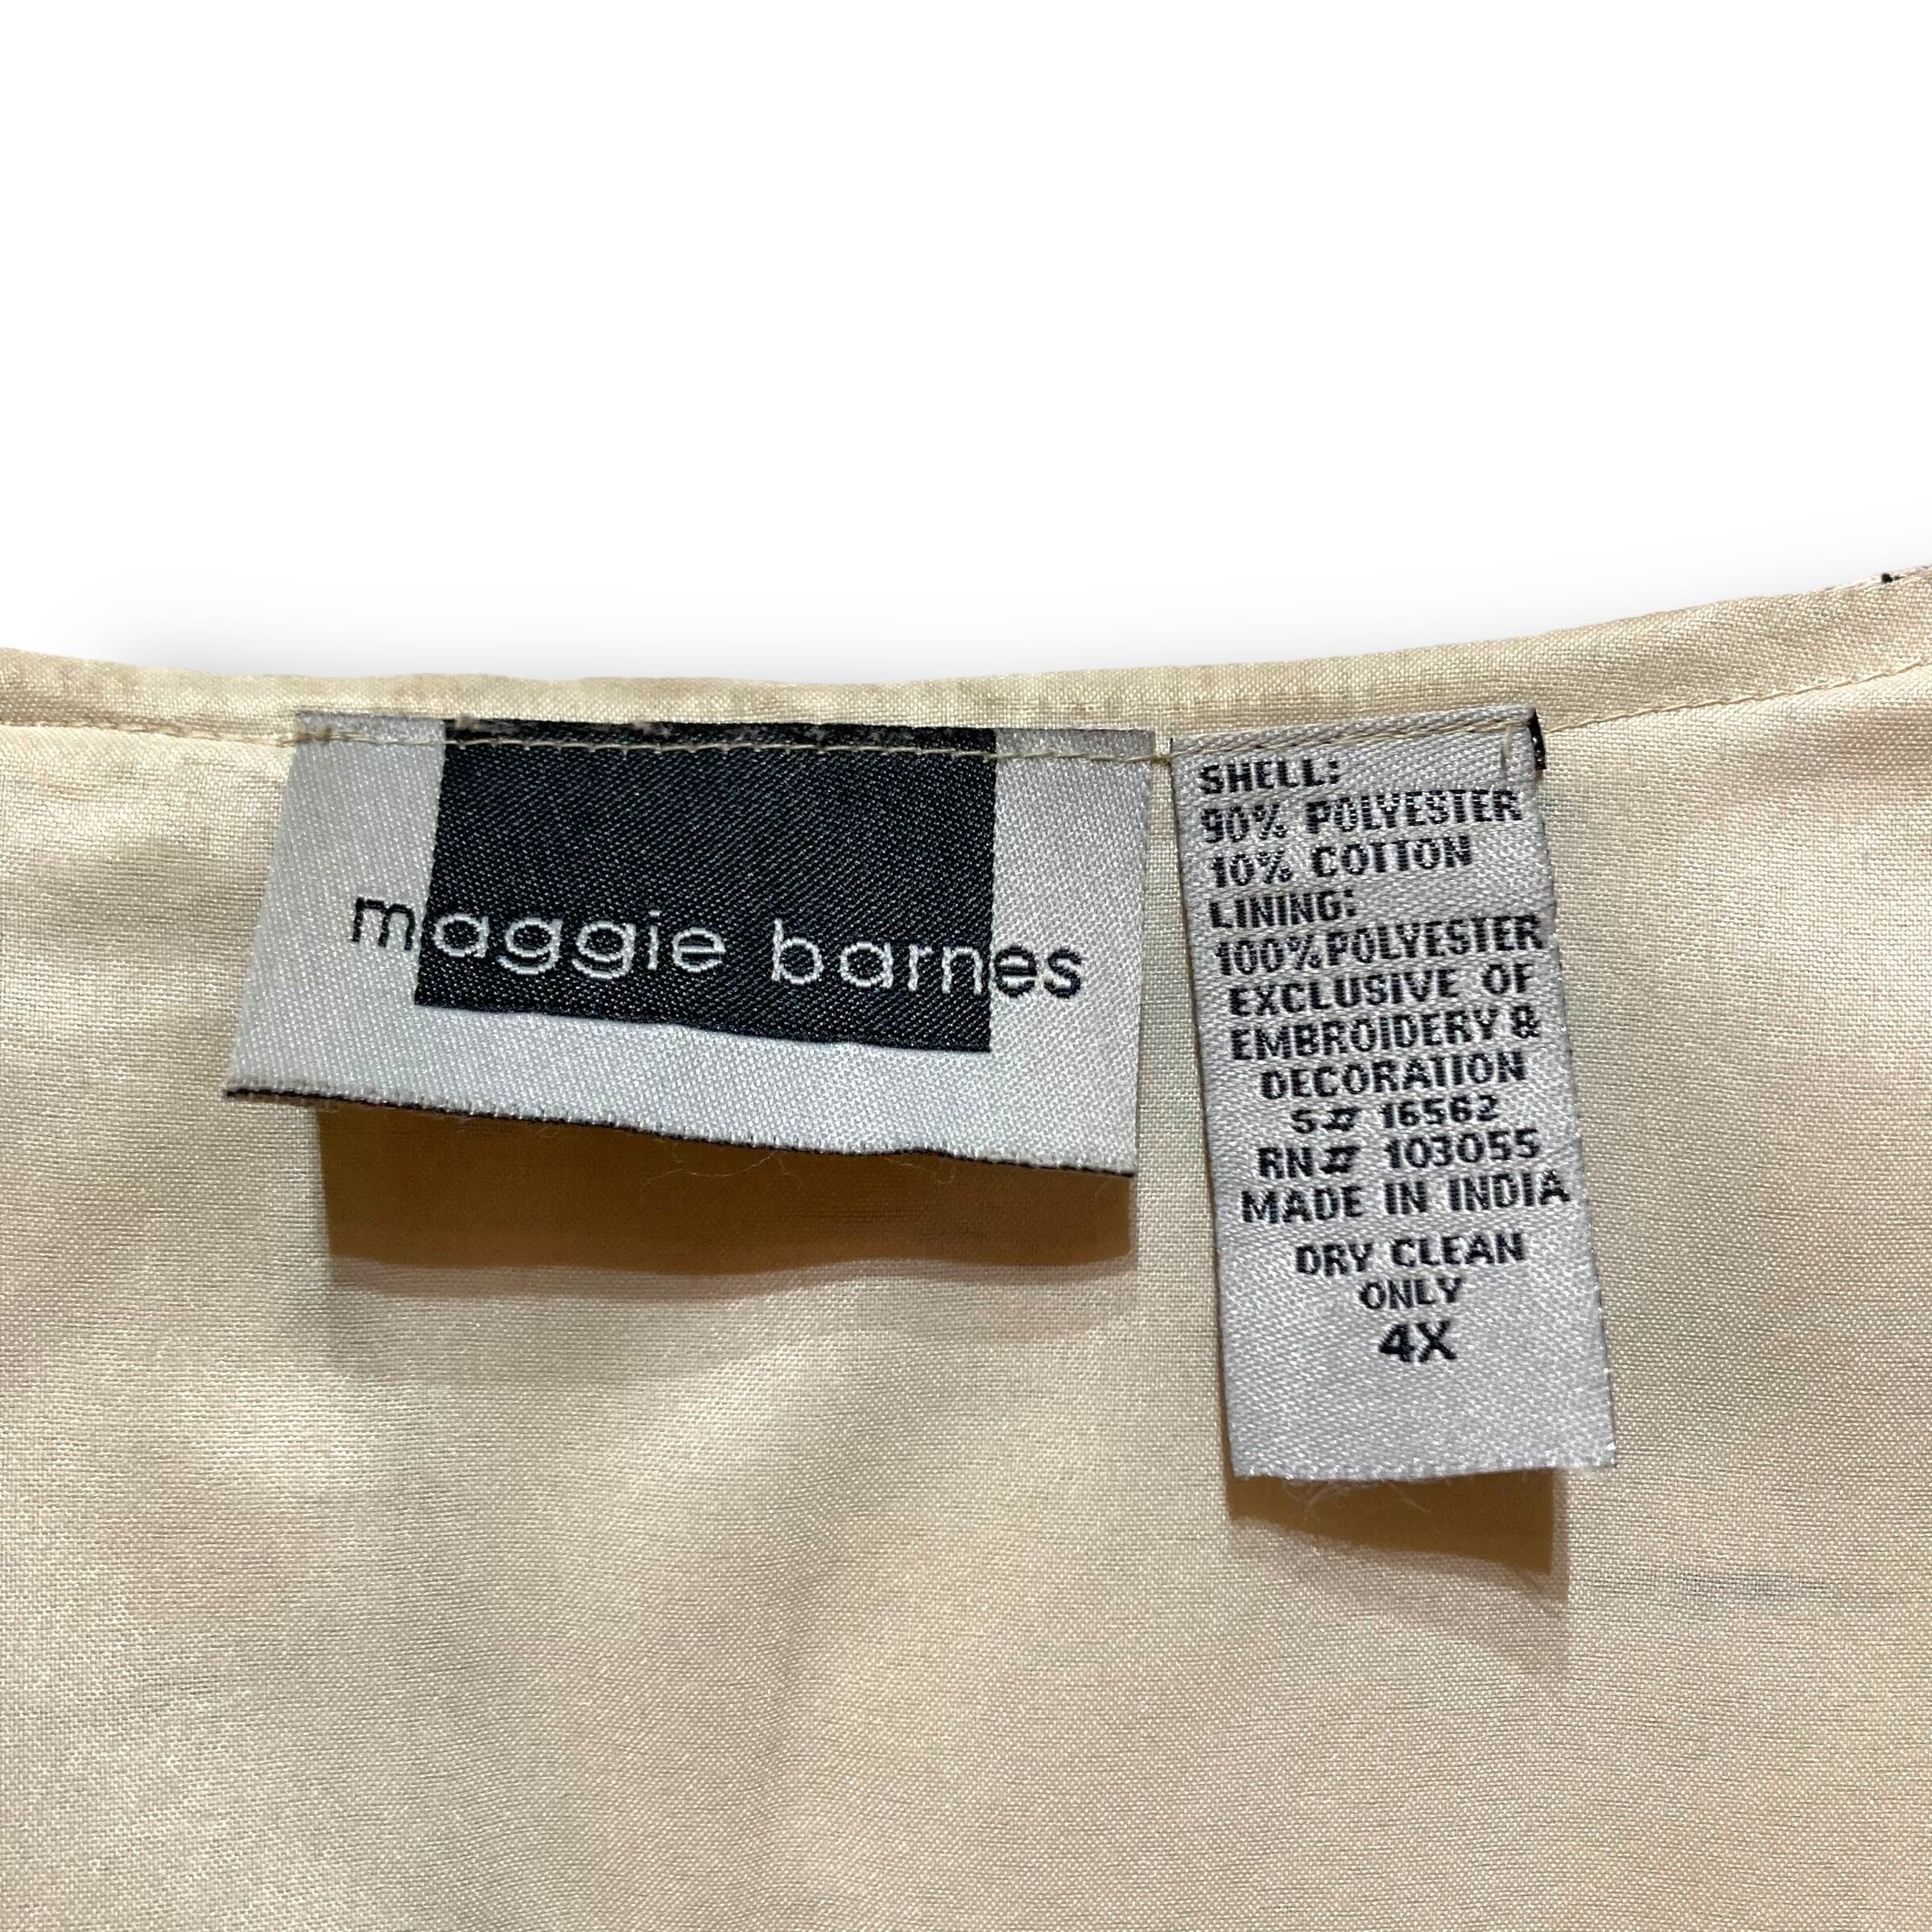 maggie barnes
SHELL:
90% POLYESTER
10% COTTON
LINING:
100% POLYESTER
EXCLUSIVE OF
EMBROIDERY &
DECORATION
S# 16562
RN# 103055
MADE IN INDIA
DRY CLEAN
ONLY
4X